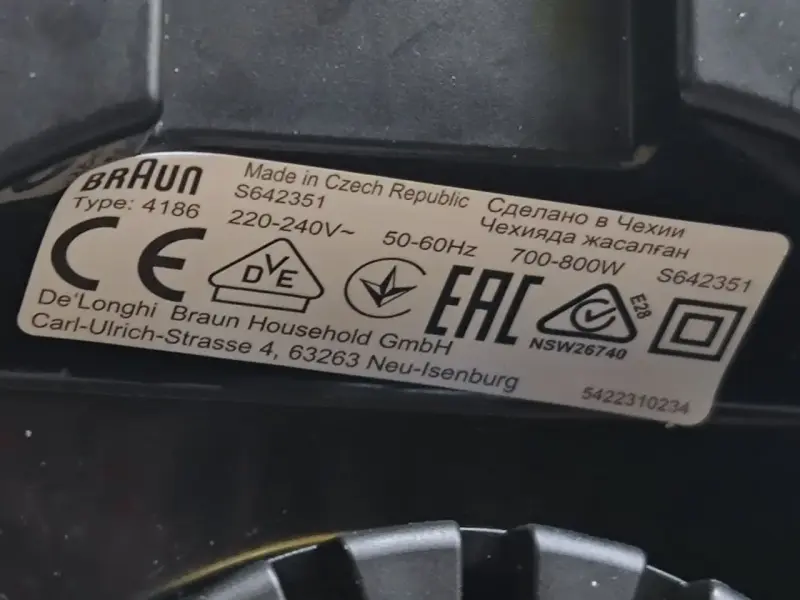 BRAUN
Type: 4186
Made in Czech Republic
S642351
Сделано в Чехии
Чехияда жасалған
220-240V~ 50-60Hz 700-800W S642351
CE DVE EAC NSW26740 E28
De'Longhi Braun Household GmbH
Carl-Ulrich-Strasse 4, 63263 Neu-Isenburg
5422310234